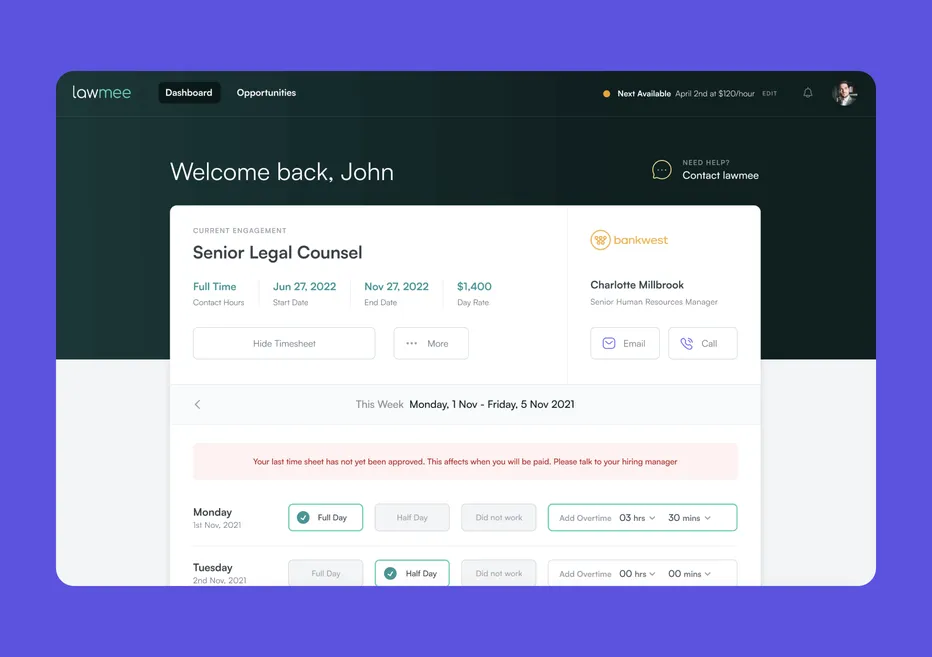 lawmee Dashboard Opportunities Next Available April 2nd at $120/hour EDIT
Welcome back, John
NEED HELP?
Contact lawmee
CURRENT ENGAGEMENT
Senior Legal Counsel
Full Time Jun 27, 2022 Nov 27, 2022 $1,400
Contact Hours Start Date End Date Day Rate
Hide Timesheet ••• More
bankwest
Charlotte Millbrook
Senior Human Resources Manager
Email Call
This Week Monday, 1 Nov - Friday, 5 Nov 2021
Your last time sheet has not yet been approved. This affects when you will be paid. Please talk to your hiring manager
Monday
1st Nov, 2021
Full Day Half Day Did not work Add Overtime 03 hrs 30 mins
Tuesday
2nd Nov, 2021
Full Day Half Day Did not work Add Overtime 00 hrs 00 mins